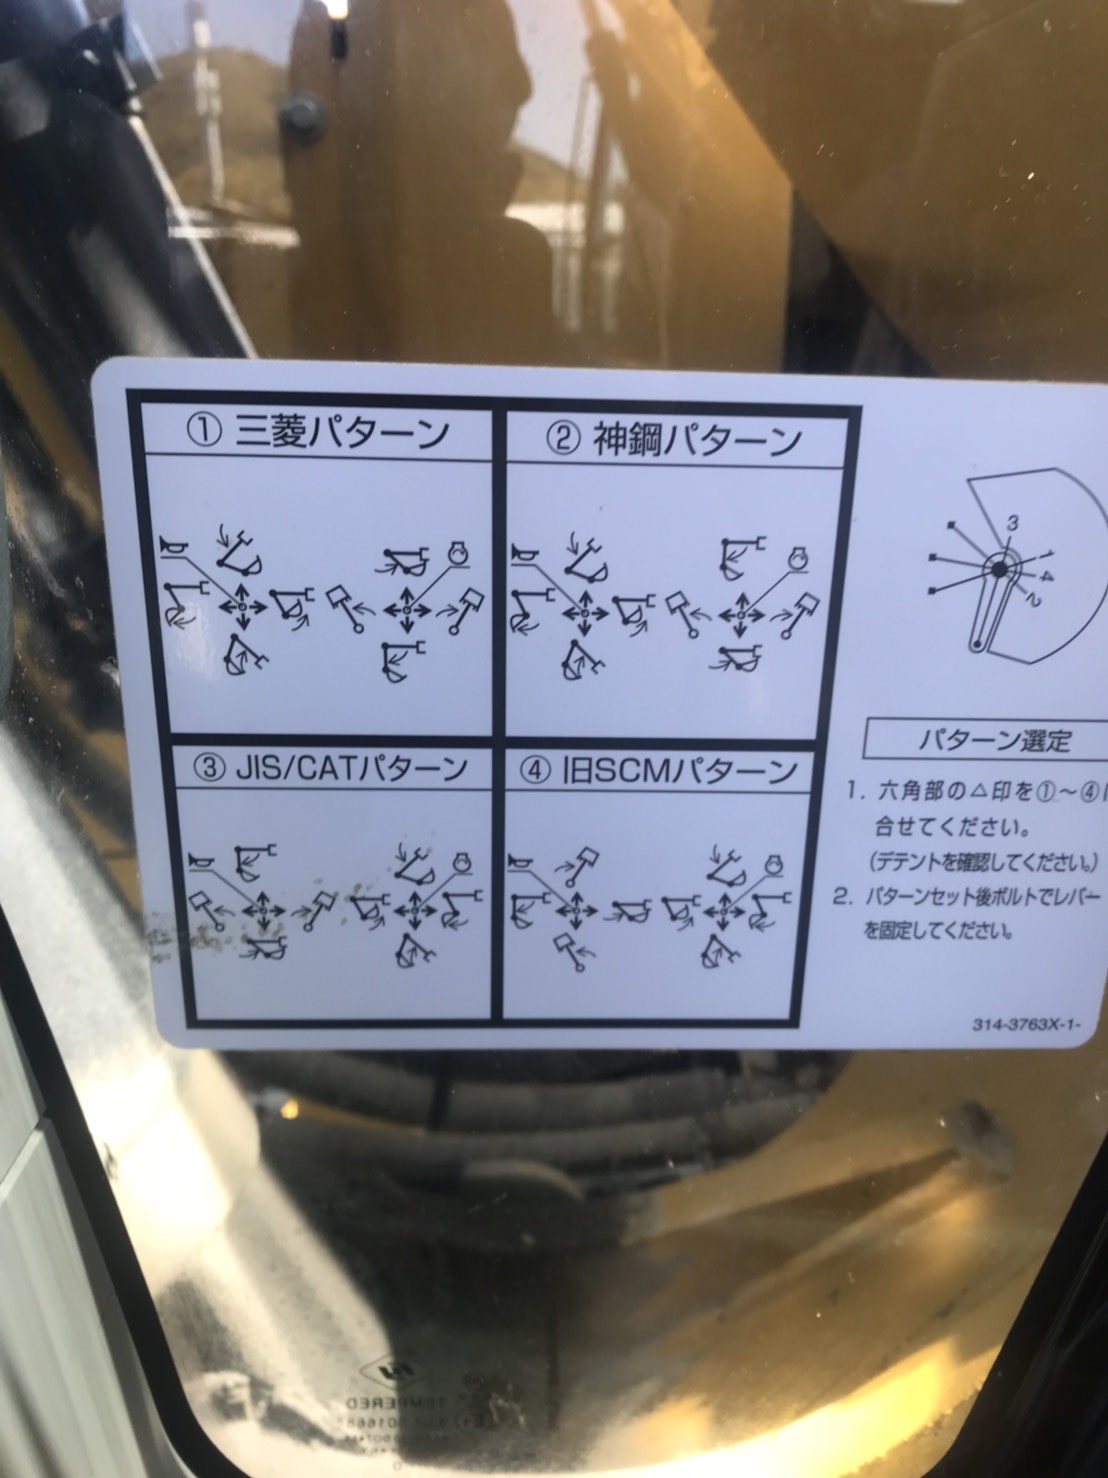 ① 三菱パターン
② 神鋼パターン
③ JIS/CATパターン
④ 旧SCMパターン
3
1
4
2
パターン選定
1. 六角部の△印を①～④に
合せてください。
(デテントを確認してください。)
2. パターンセット後ボルトでレバー
を固定してください。
314-3763X-1-
TEMPERED